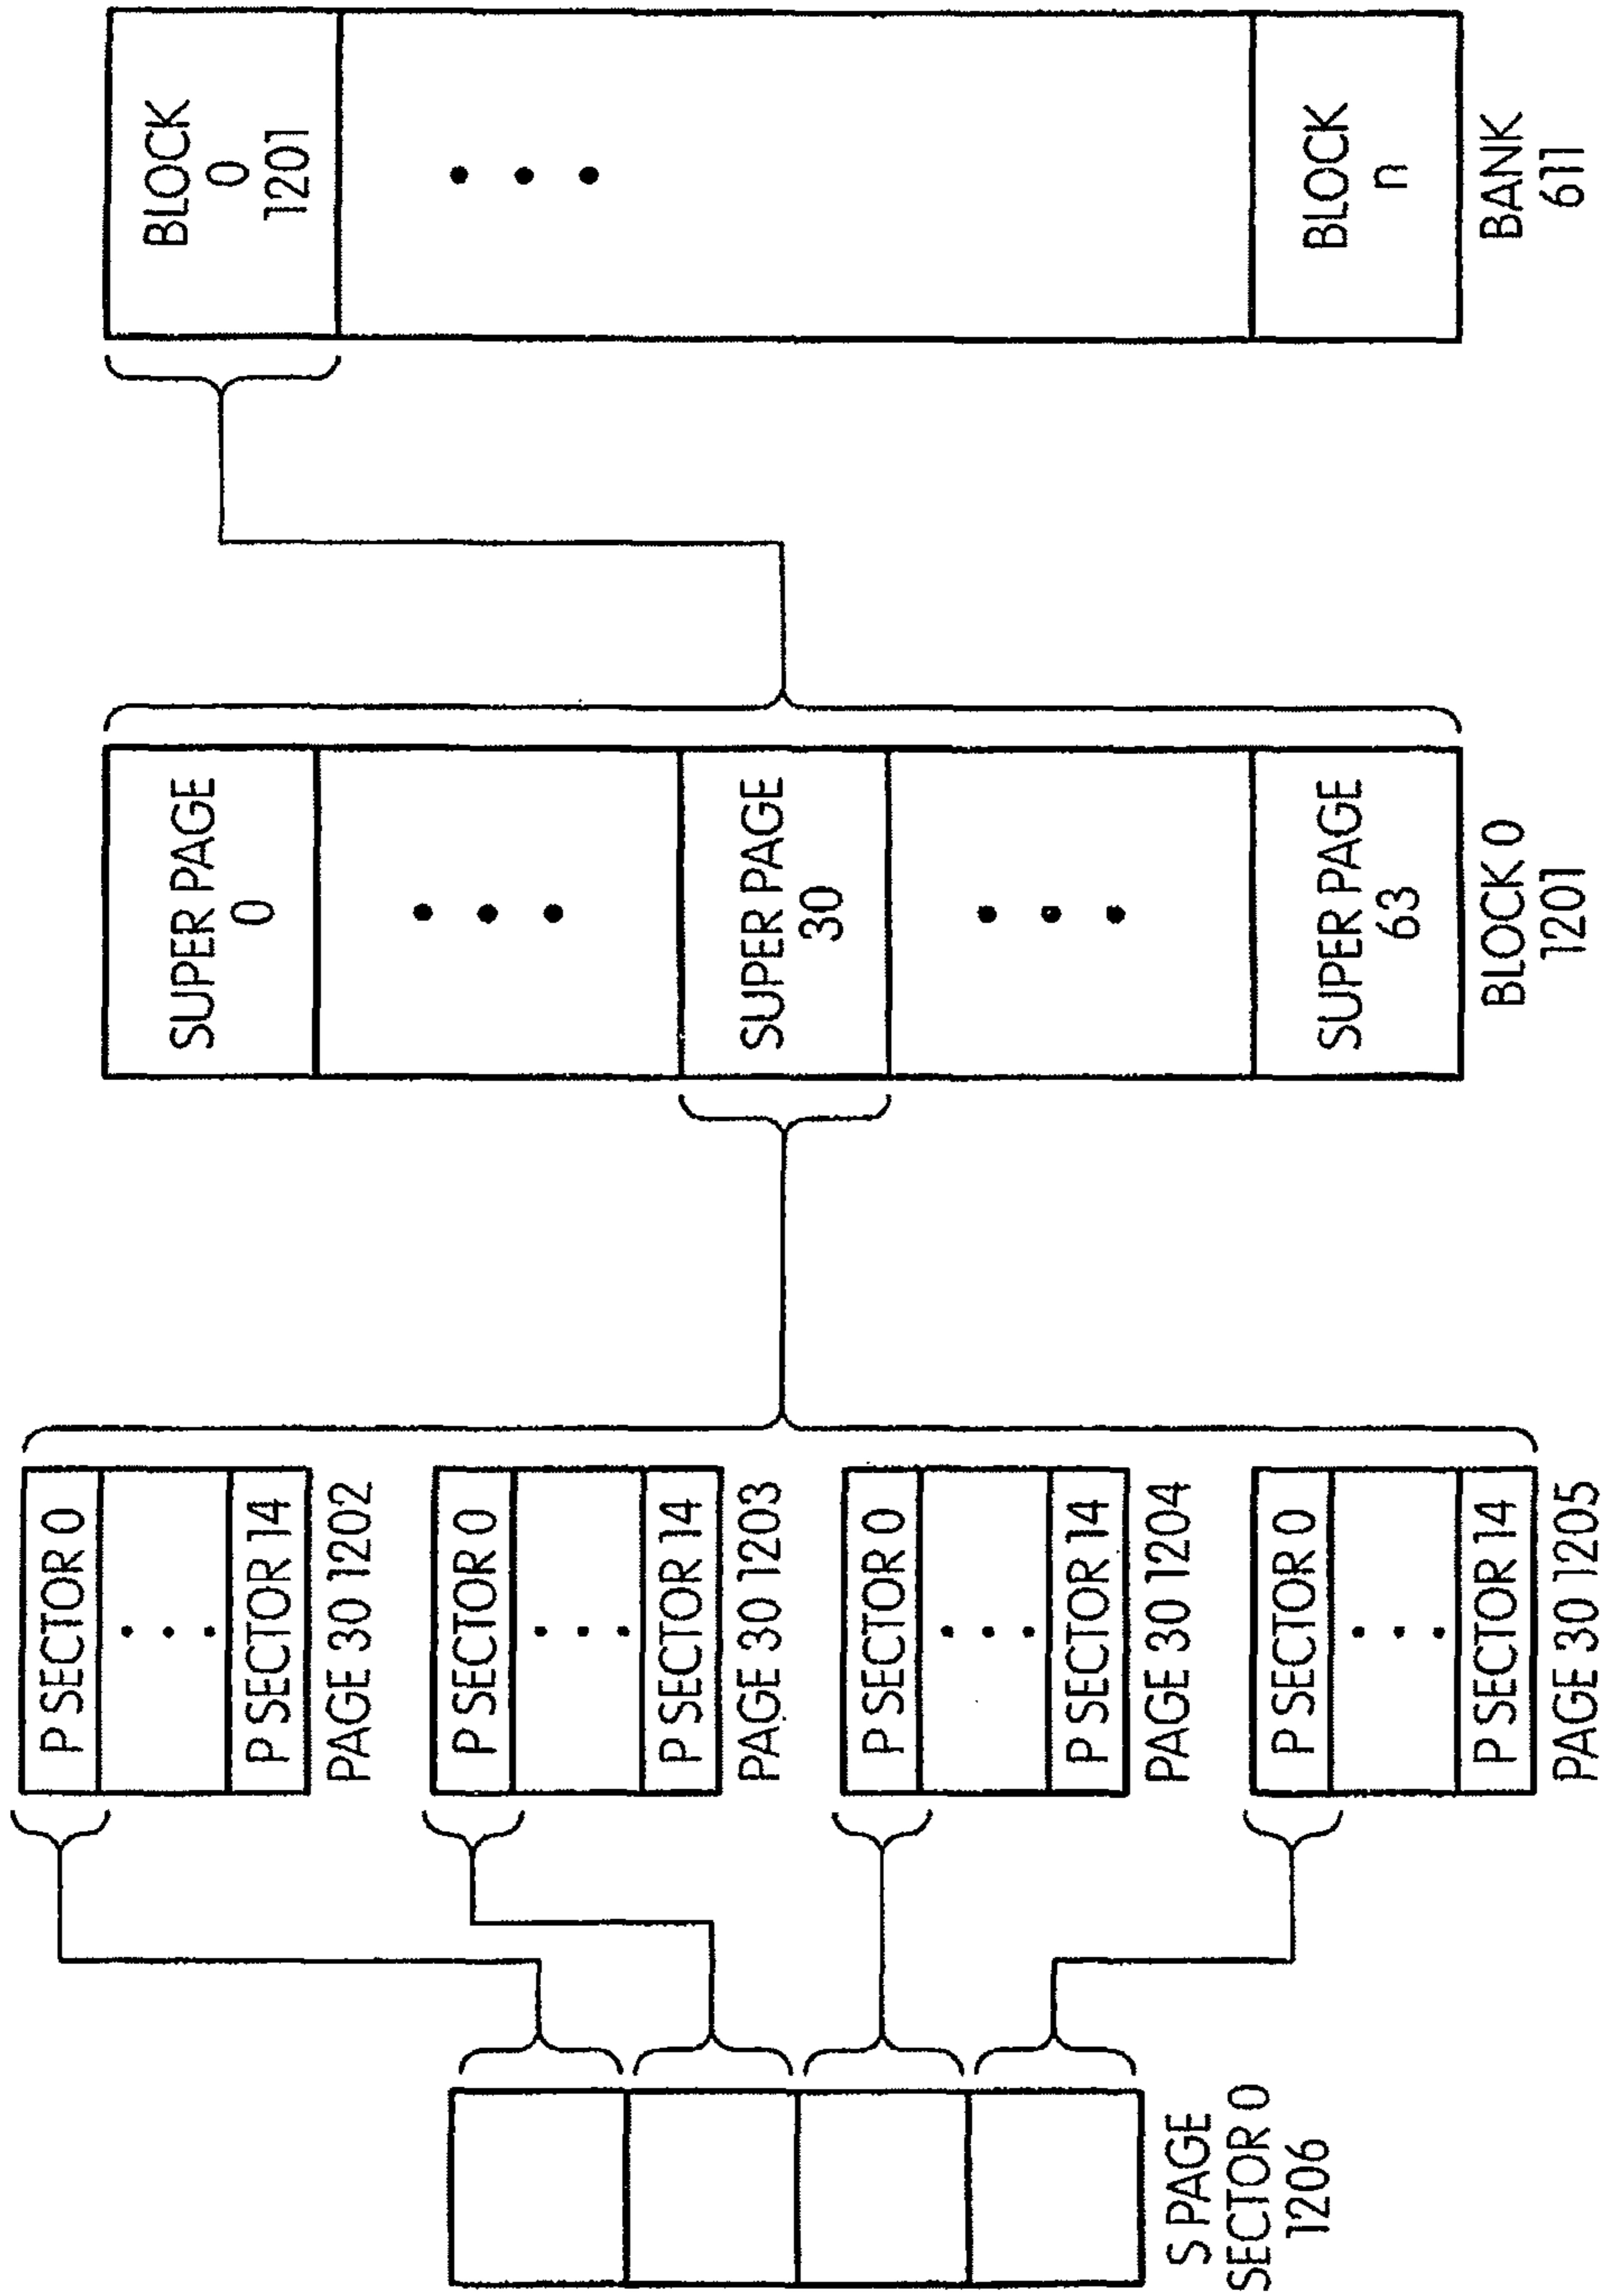 S PAGE
SECTOR 0
1206
P SECTOR 0
P SECTOR 14
PAGE 30 1202
P SECTOR 0
P SECTOR 14
PAGE 30 1203
P SECTOR 0
P SECTOR 14
PAGE 30 1204
P SECTOR 0
P SECTOR 14
PAGE 30 1205
SUPER PAGE
0
SUPER PAGE
30
SUPER PAGE
63
BLOCK 0
1201
BLOCK
0
1201
BLOCK
n
BANK
611